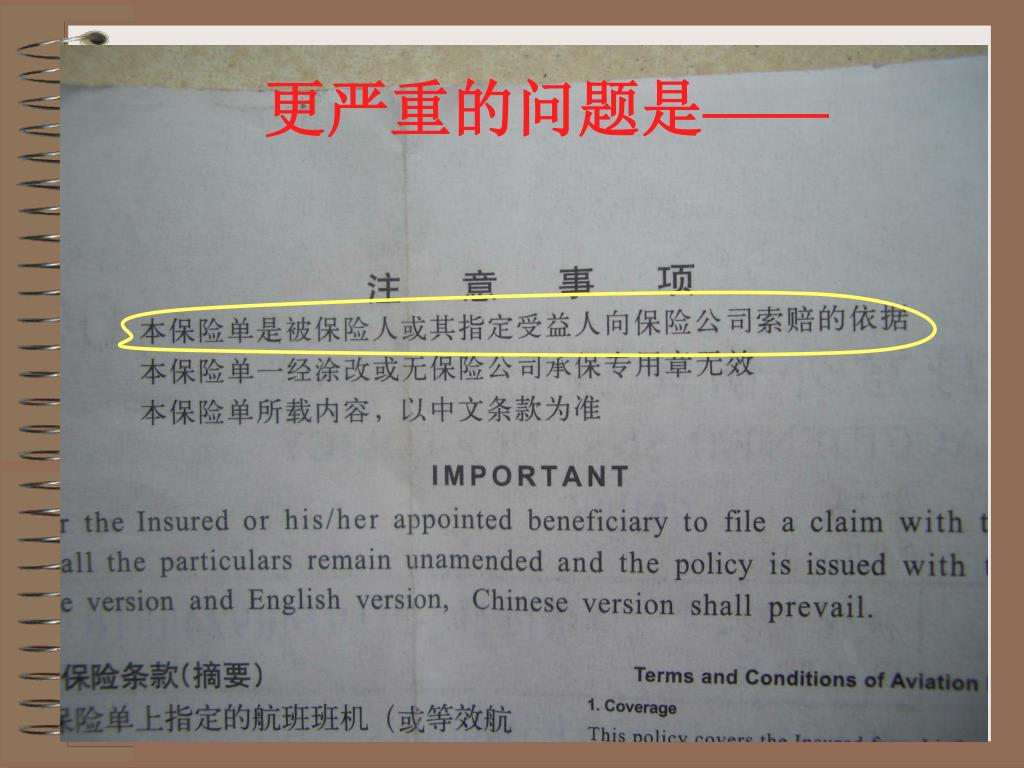 更严重的问题是——
注 意 事 项
本保险单是被保险人或其指定受益人向保险公司索赔的依据
本保险单一经涂改或无保险公司承保专用章无效
本保险单所载内容，以中文条款为准
IMPORTANT
r the Insured or his/her appointed beneficiary to file a claim with t
all the particulars remain unamended and the policy is issued with
e version and English version, Chinese version shall prevail.
保险条款(摘要)
保险单上指定的航班班机（或等效航
Terms and Conditions of Aviation
1. Coverage
This policy covers the Insured